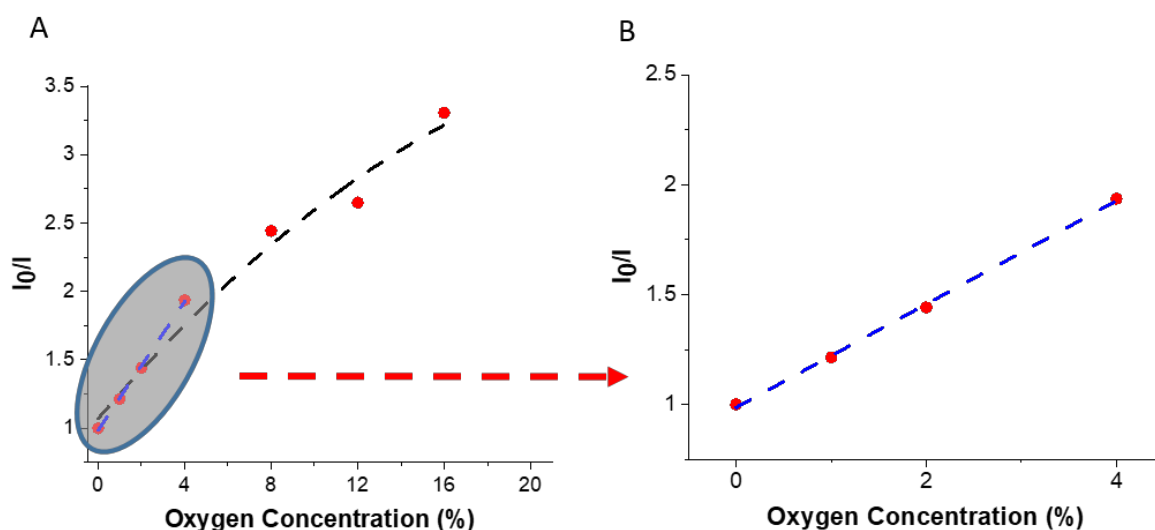 A
I0/I
3.5
3
2.5
2
1.5
1
0 4 8 12 16 20
Oxygen Concentration (%)
B
I0/I
2.5
2
1.5
1
0 2 4
Oxygen Concentration (%)